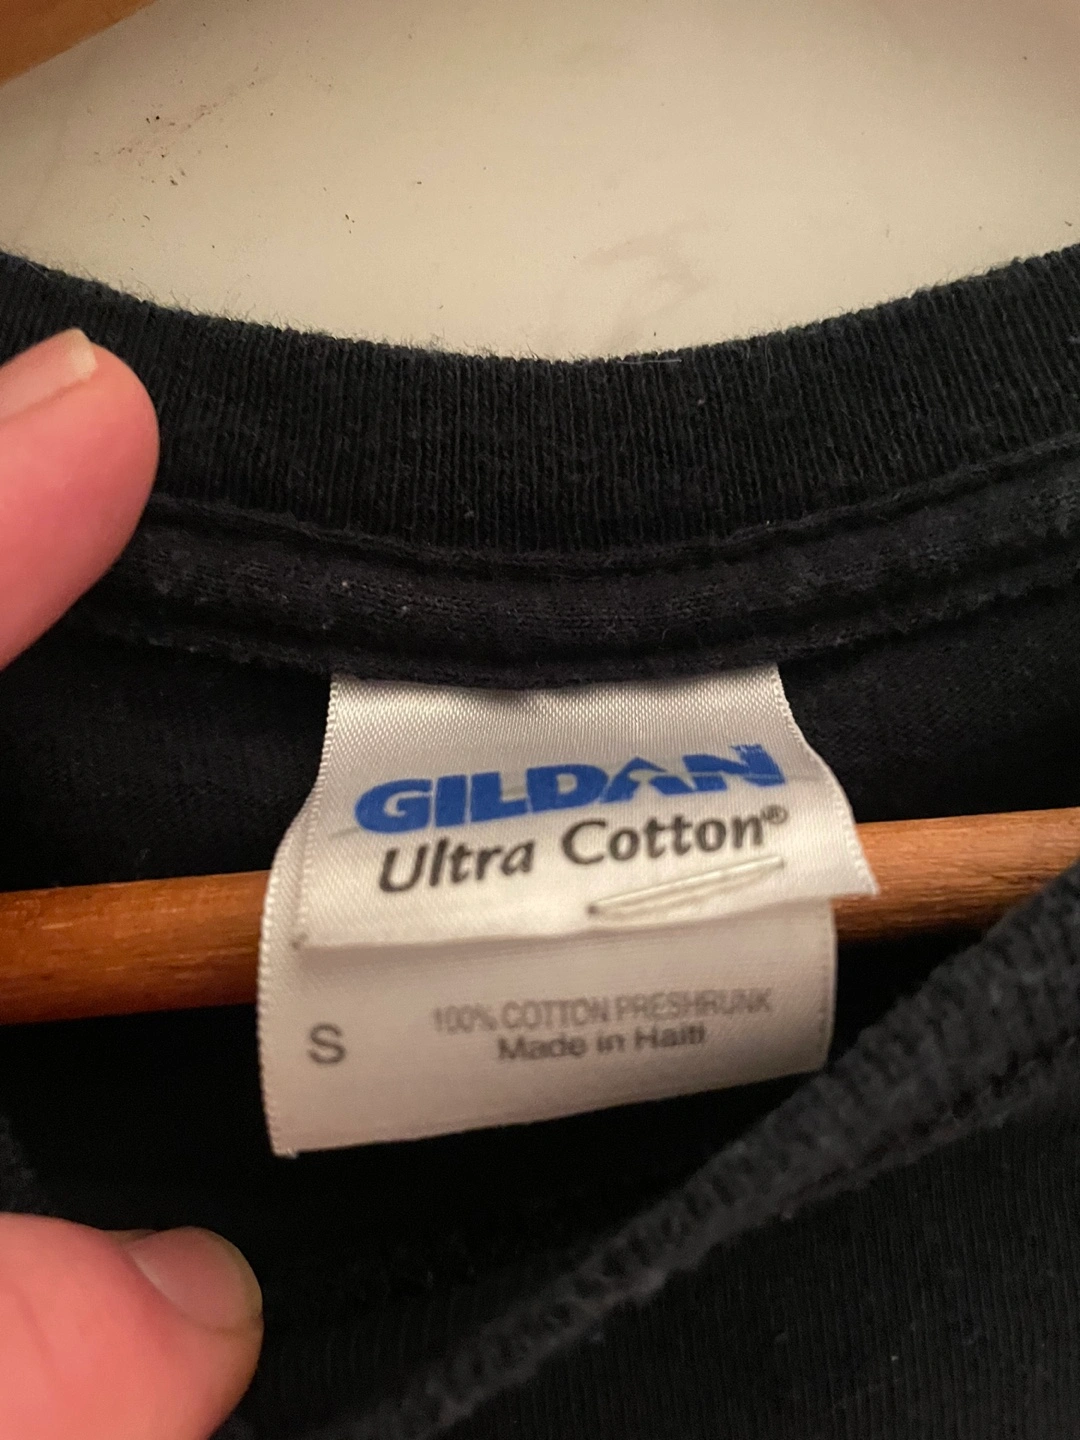 GILDAN
Ultra Cotton®
S
100% COTTON PRESHRUNK
Made in Haiti